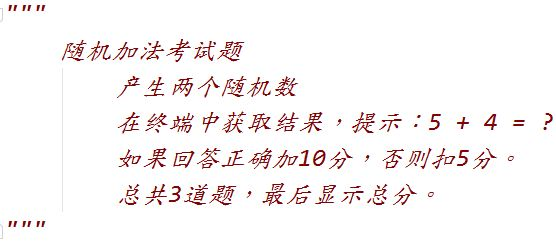 """
随机加法考试题
产生两个随机数
在终端中获取结果，提示：5 + 4 = ?
如果回答正确加10分，否则扣5分。
总共3道题，最后显示总分。
"""